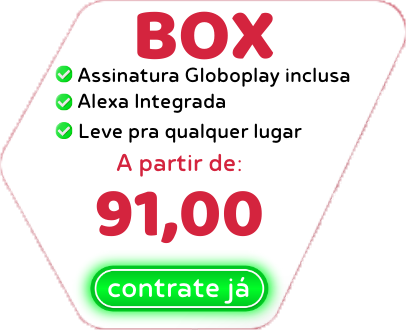 BOX
Assinatura Globoplay inclusa
Alexa Integrada
Leve pra qualquer lugar
A partir de:
91,00
contrate já